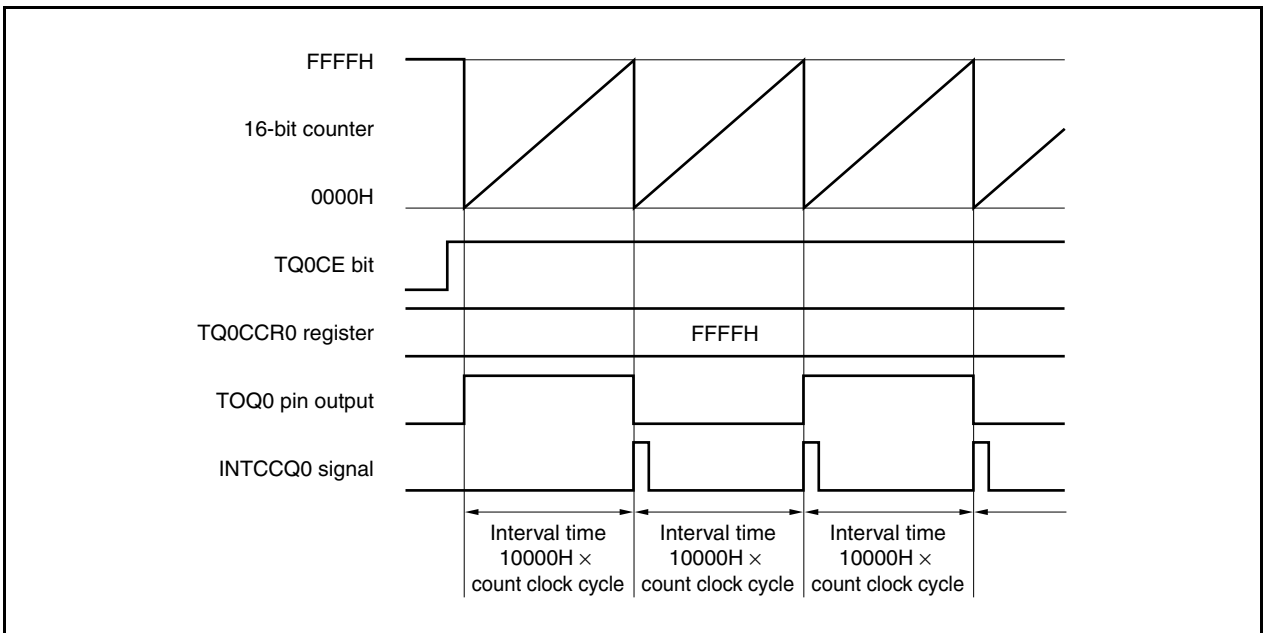 FFFFH
16-bit counter
0000H
TQ0CE bit
TQ0CCR0 register
FFFFH
TOQ0 pin output
INTCCQ0 signal
Interval time
10000H ×
count clock cycle
Interval time
10000H ×
count clock cycle
Interval time
10000H ×
count clock cycle